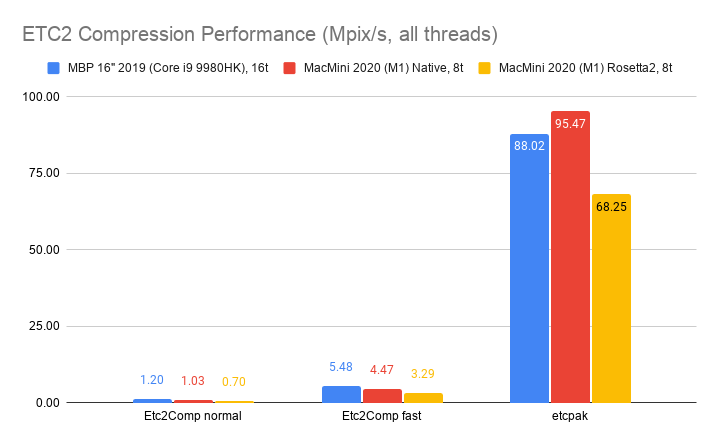 ETC2 Compression Performance (Mpix/s, all threads)
MBP 16" 2019 (Core i9 9980HK), 16t
MacMini 2020 (M1) Native, 8t
MacMini 2020 (M1) Rosetta2, 8t
100.00
75.00
50.00
25.00
0.00
1.20
1.03
0.70
5.48
4.47
3.29
88.02
95.47
68.25
Etc2Comp normal
Etc2Comp fast
etcpak